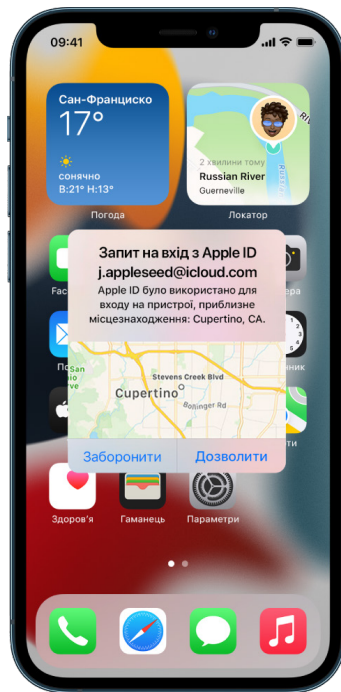 09:41
Сан-Франциско
17°
сонячно
В:21° Н:13°
Погода
2 хвилини тому
Russian River
Guerneville
Локатор
Запит на вхід з Apple ID
j.appleseed@icloud.com
Apple ID було використано для
входу на пристрої, приблизне
місцезнаходження: Cupertino, CA.
Stevens Creek Blvd
Cupertino
Bollinger Rd
Заборонити
Дозволити
Здоров'я
Гаманець
Параметри